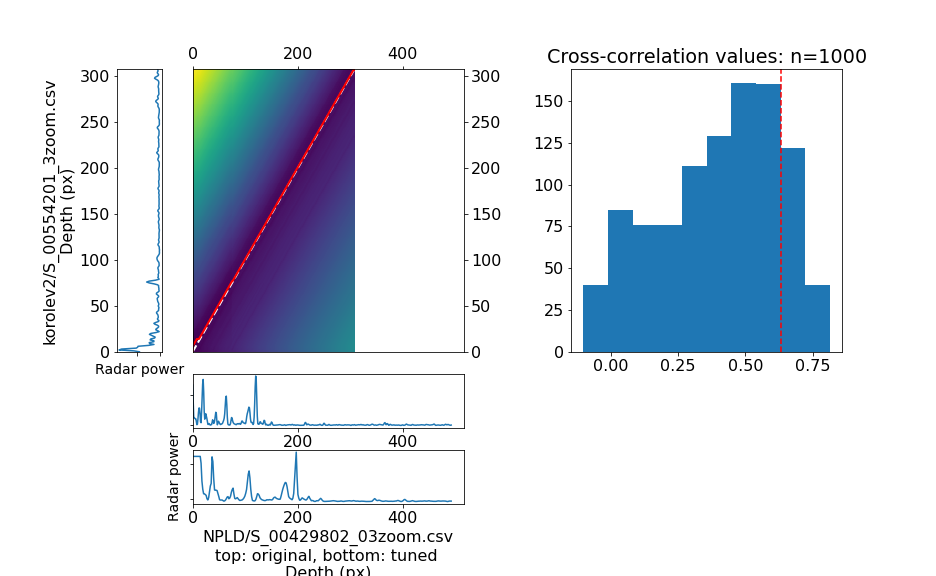 Cross-correlation values: n=1000
0 200 400
korolev2/S_00554201_3zoom.csv
Depth (px)
300
250
200
150
100
50
0
300
250
200
150
100
50
0
150
125
100
75
50
25
0
0.00 0.25 0.50 0.75
Radar power
0 200 400
Radar power
0 200 400
NPLD/S_00429802_03zoom.csv
top: original, bottom: tuned
Depth (px)